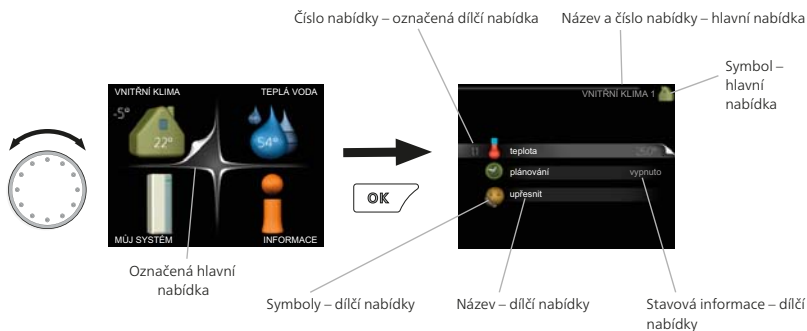 Číslo nabídky – označená dílčí nabídka
Název a číslo nabídky – hlavní nabídka
Symbol –
hlavní
nabídka
VNITŘNÍ KLIMA
TEPLÁ VODA
-5°
22°
54°
MŮJ SYSTÉM
INFORMACE
OK
VNITŘNÍ KLIMA 1
teplota
plánování
vypnuto
upřesnit
Označená hlavní
nabídka
Symboly – dílčí nabídky
Název – dílčí nabídky
Stavová informace – dílčí
nabídky